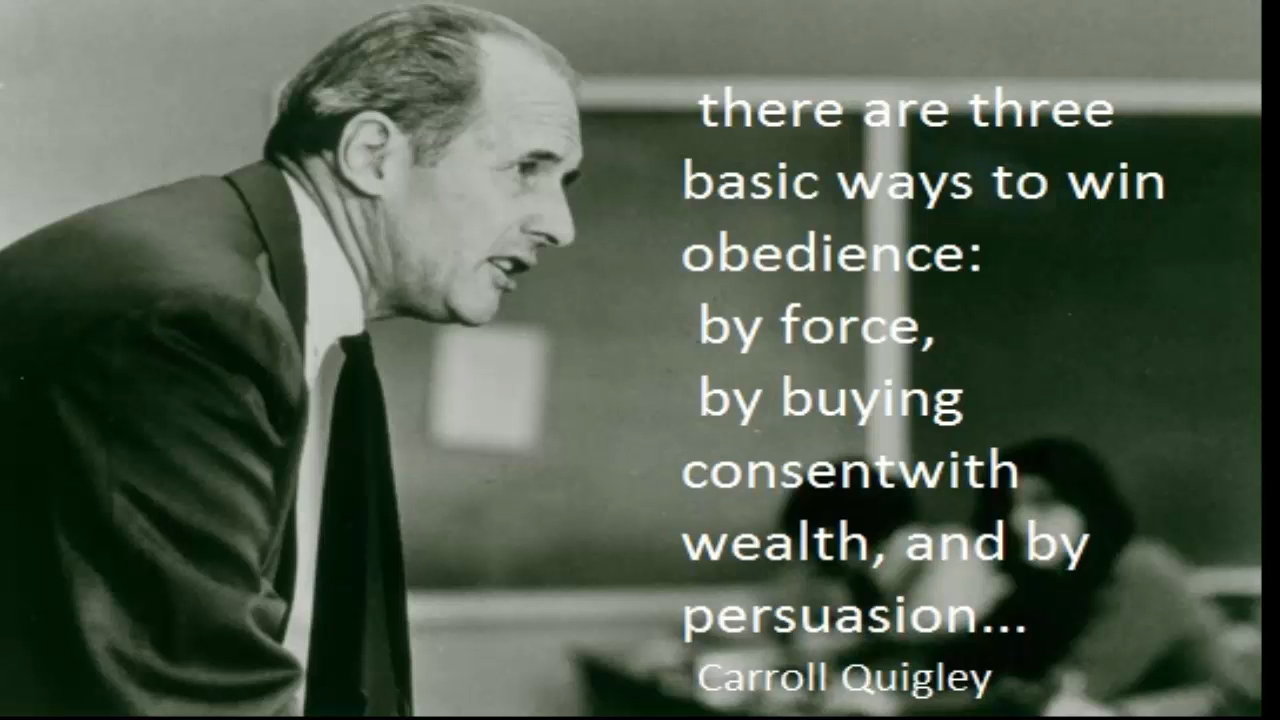 there are three
basic ways to win
obedience:
by force,
by buying
consentwith
wealth, and by
persuasion...
Carroll Quigley